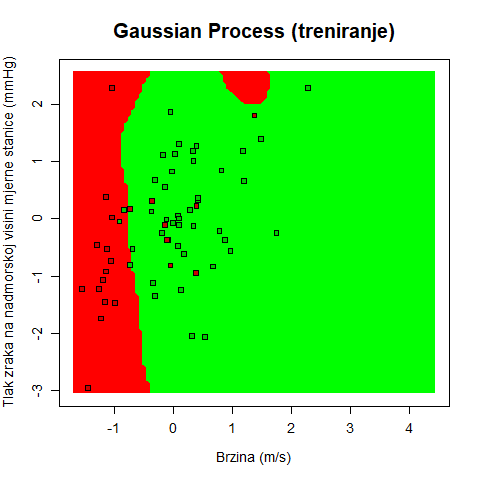 Gaussian Process (treniranje)
Tlak zraka na nadmorskoj visini mjerne stanice (mmHg)
2
1
0
-1
-2
-3
-1 0 1 2 3 4
Brzina (m/s)